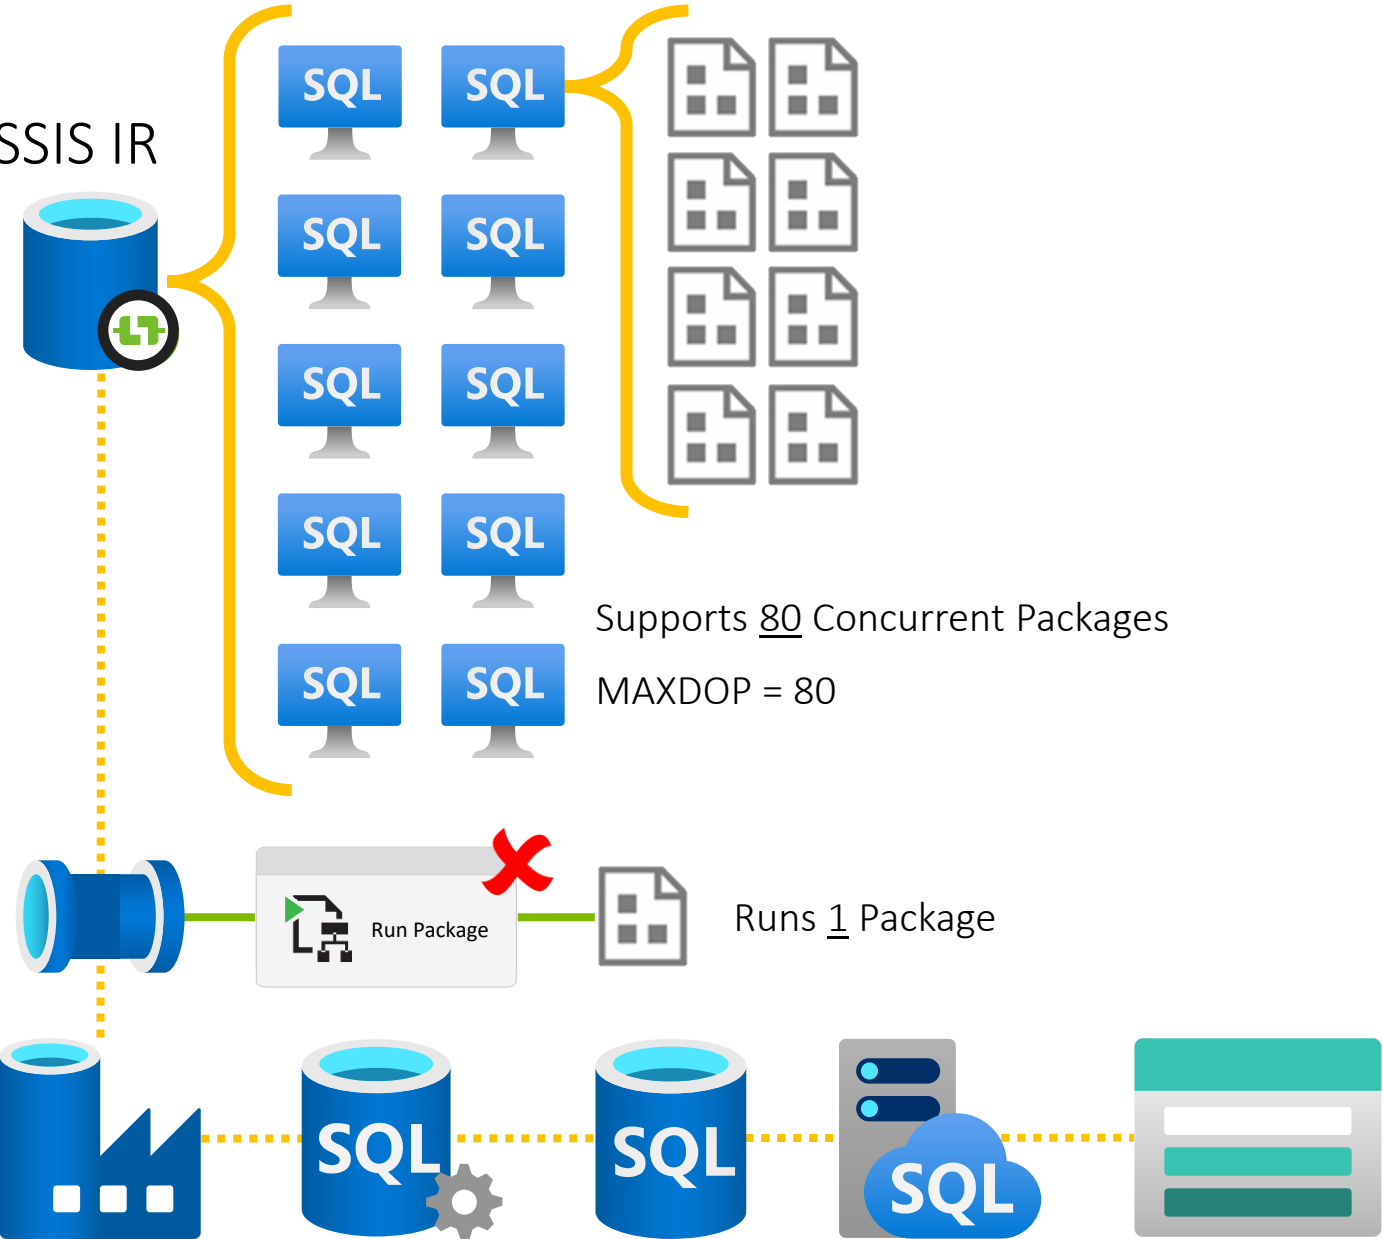 SSIS IR
SQL SQL
SQL SQL
SQL SQL
SQL SQL
SQL SQL
Supports 80 Concurrent Packages
MAXDOP = 80
Run Package
Runs 1 Package
SQL SQL SQL